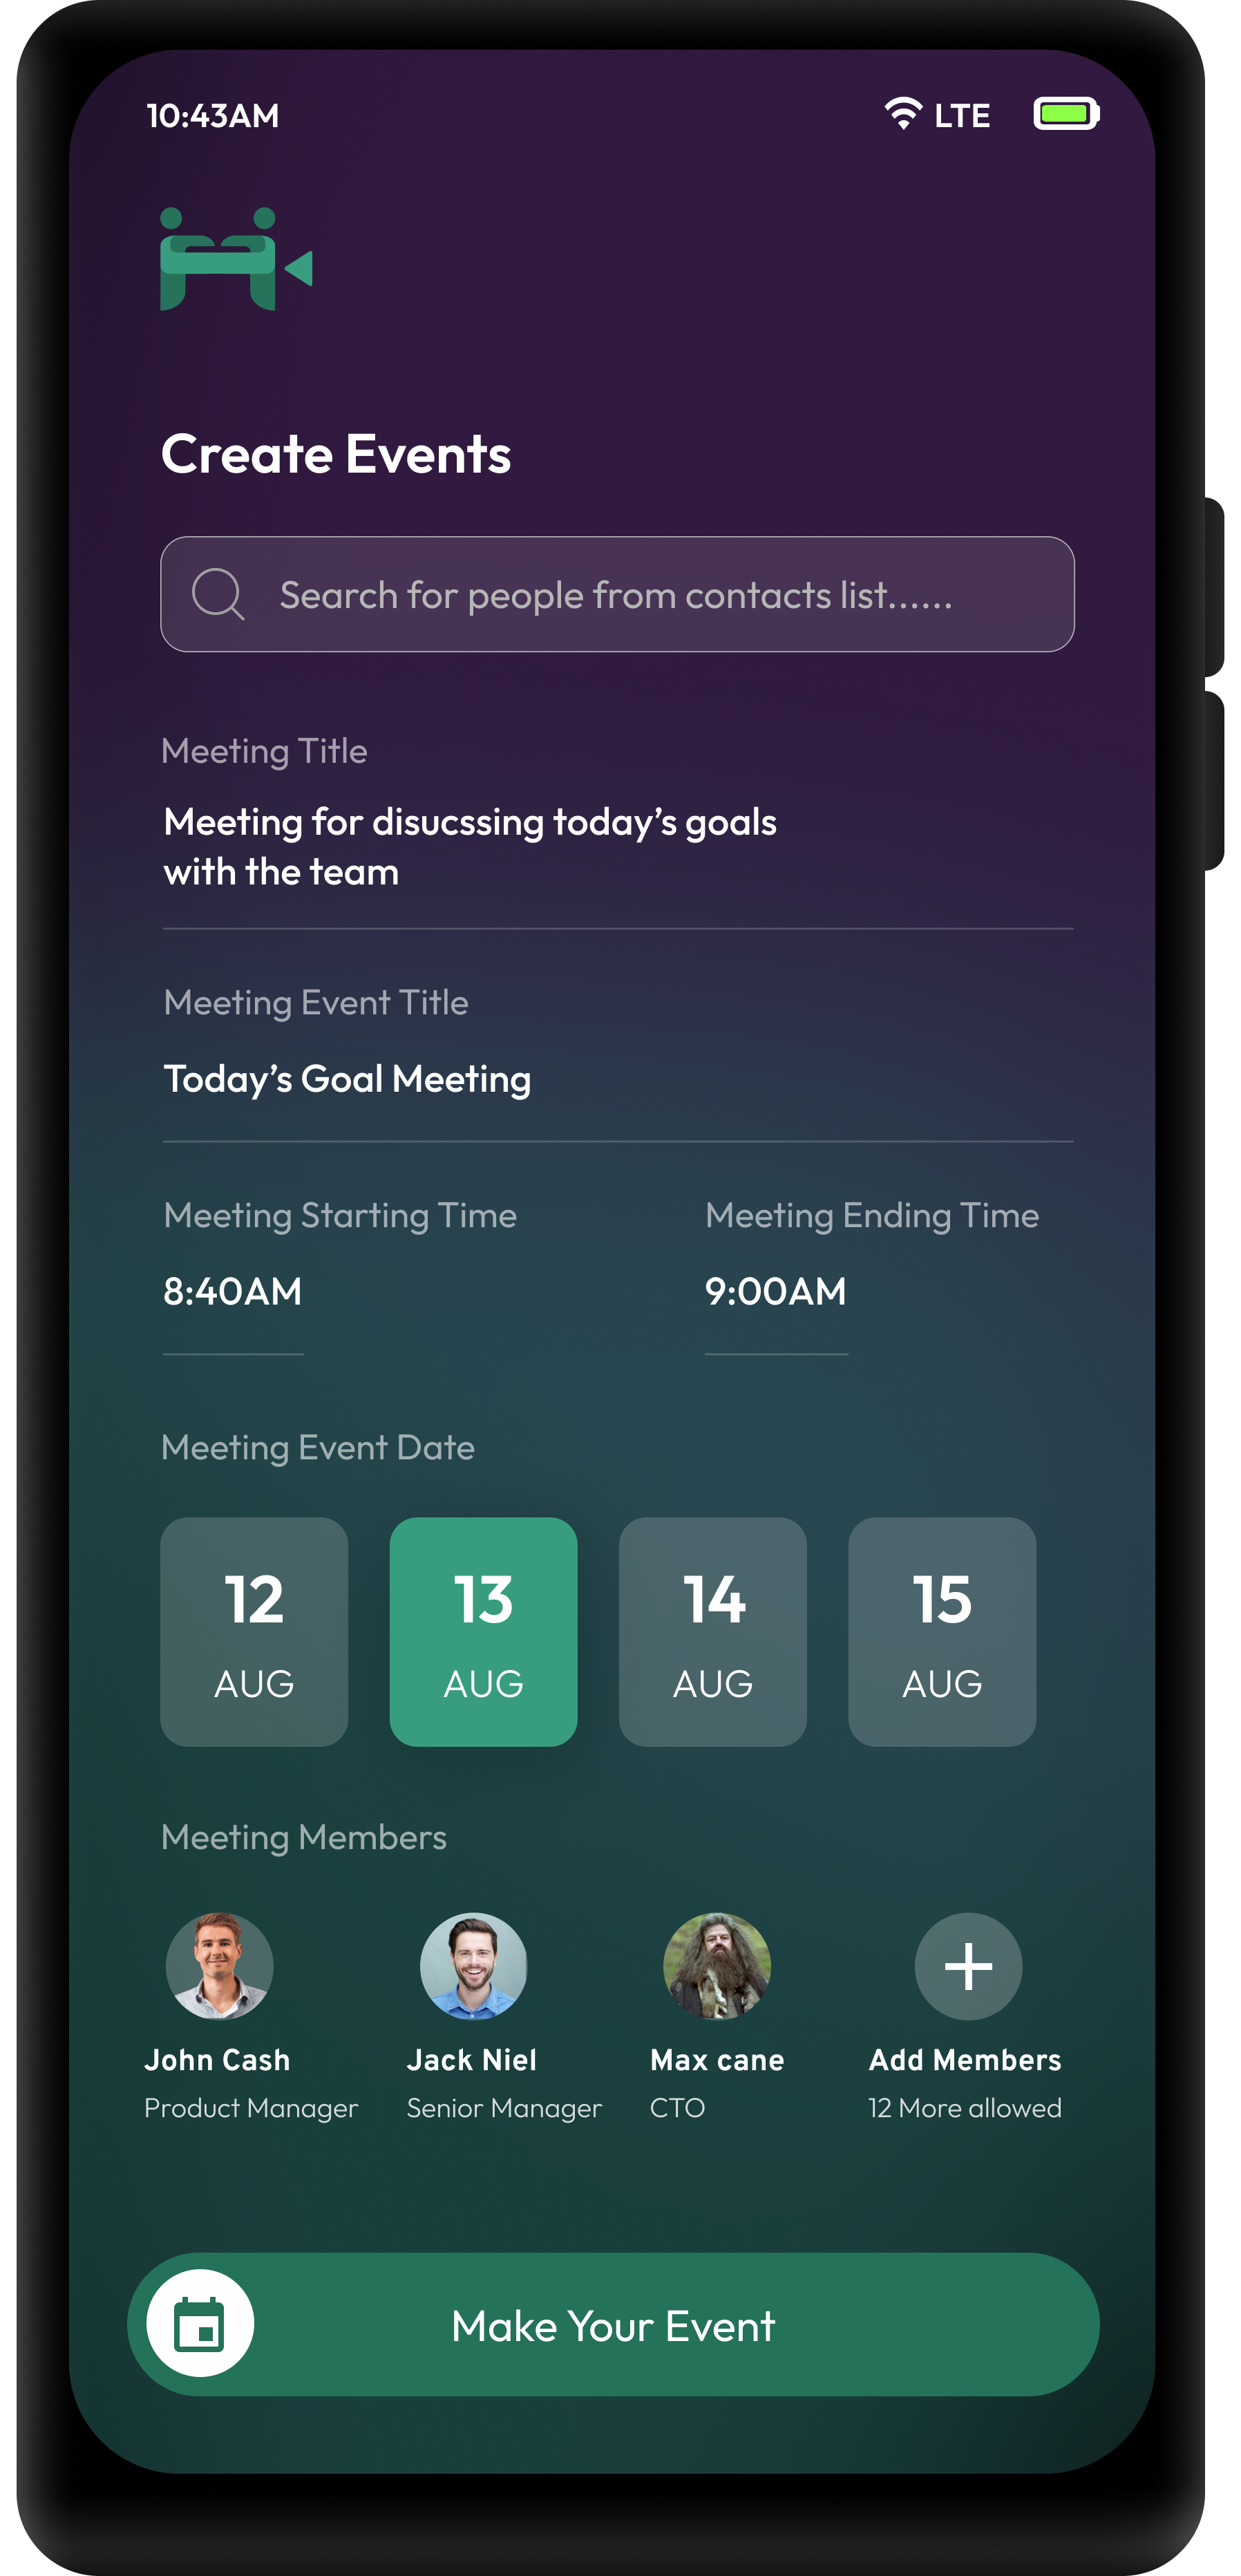 10:43AM LTE
Create Events
Search for people from contacts list......
Meeting Title
Meeting for disucssing today’s goals
with the team
Meeting Event Title
Today’s Goal Meeting
Meeting Starting Time Meeting Ending Time
8:40AM 9:00AM
Meeting Event Date
12 13 14 15
AUG AUG AUG AUG
Meeting Members
John Cash Jack Niel Max cane Add Members
Product Manager Senior Manager CTO 12 More allowed
Make Your Event